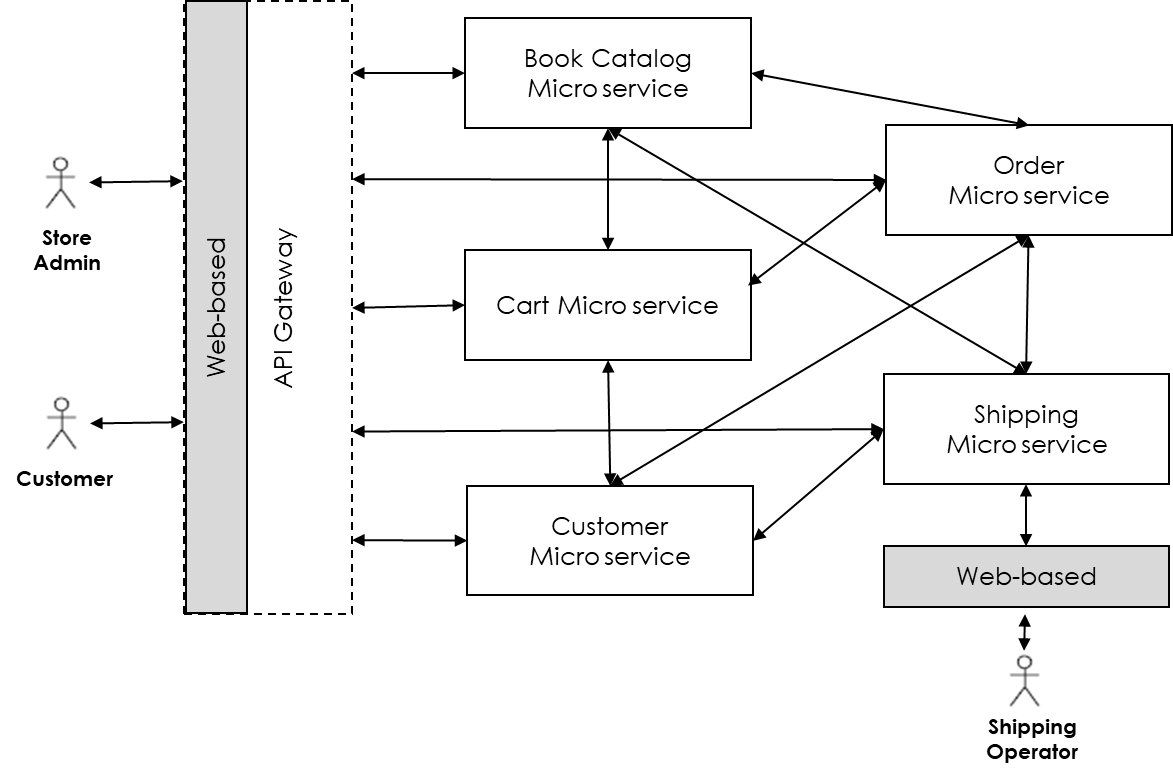 Store
Admin
Customer
Web-based
API Gateway
Book Catalog
Micro service
Order
Micro service
Cart Micro service
Shipping
Micro service
Customer
Micro service
Web-based
Shipping
Operator